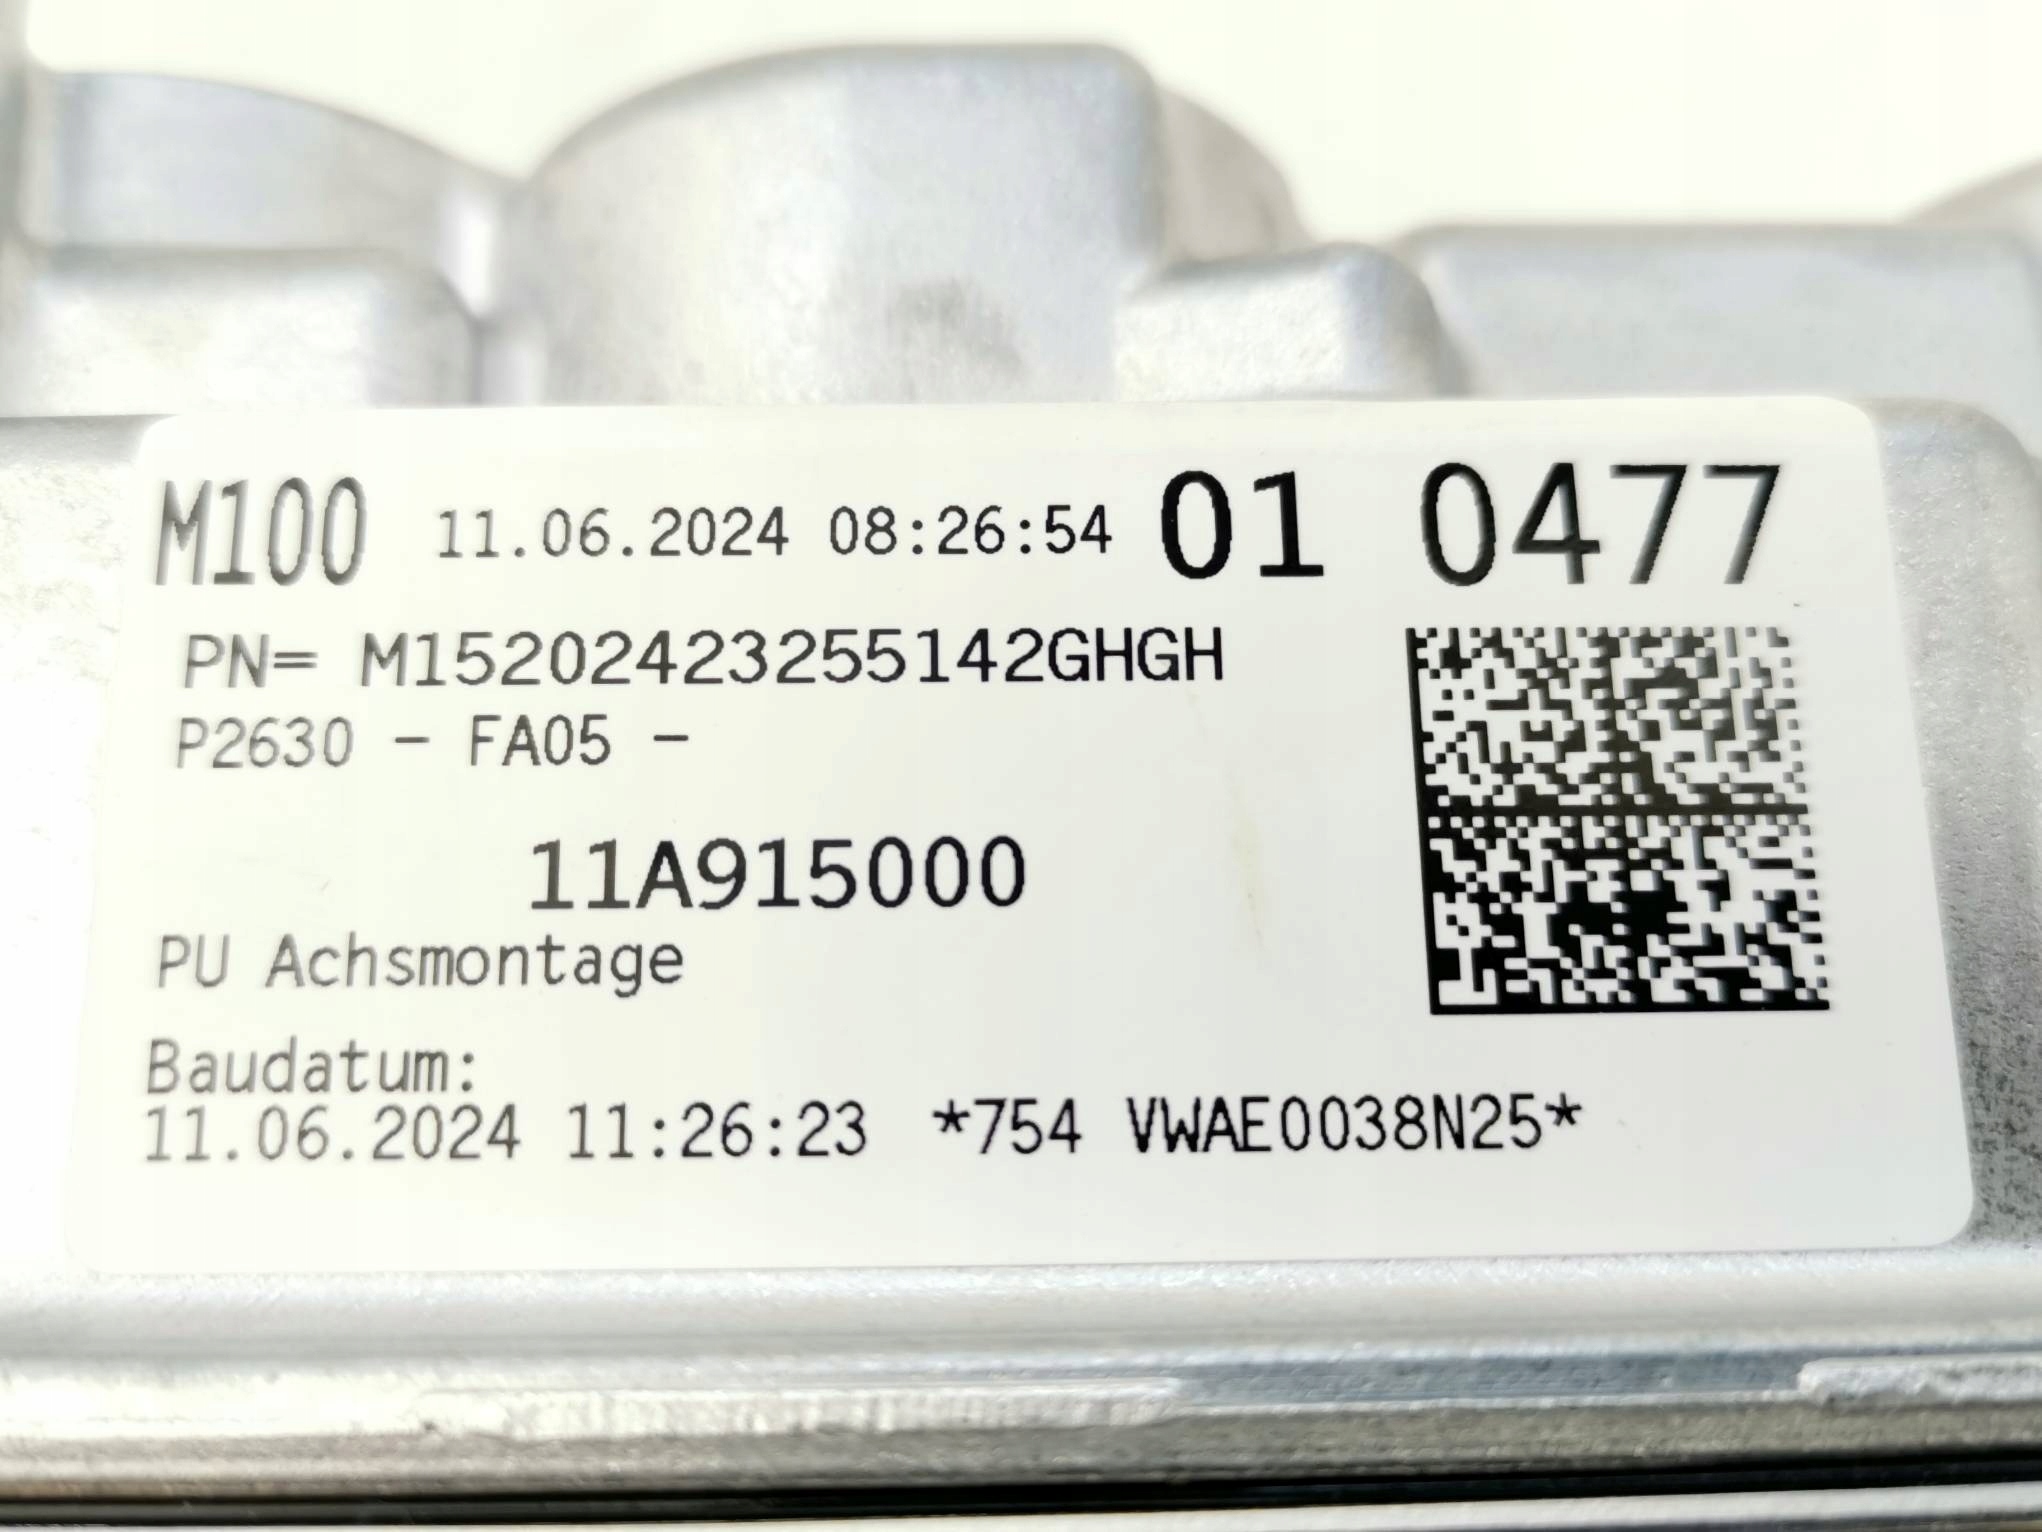 M100 11.06.2024 08:26:54 01 0477
PN= M15202423255142GHGH
P2630 - FA05 -
11A915000
PU Achsmontage
Baudatum:
11.06.2024 11:26:23 *754 VWAE0038N25*